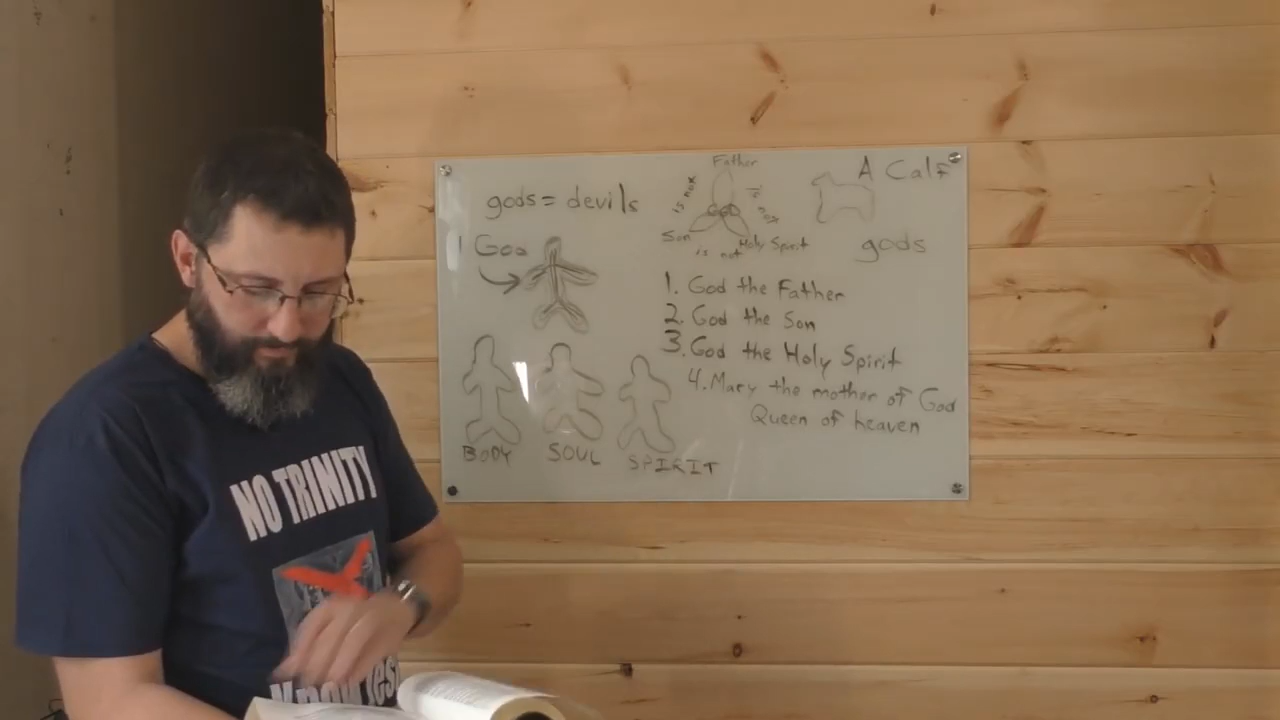 gods = devils
1 God
BODY SOUL SPIRIT
Father
is not
is not
GOD
Son
Holy Spirit
is not
A Calf
gods
1. God the Father
2. God the Son
3. God the Holy Spirit
4. Mary the mother of God
Queen of heaven
NO TRINITY